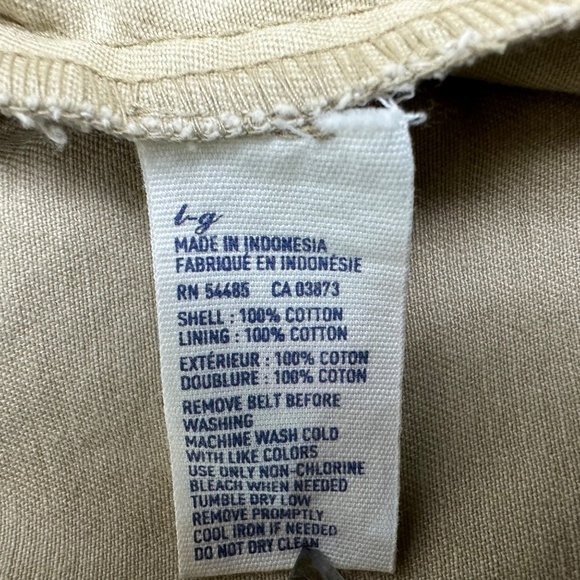 l-g
MADE IN INDONESIA
FABRIQUÉ EN INDONÉSIE
RN 54485 CA 03873
SHELL : 100% COTTON
LINING : 100% COTTON
EXTÉRIEUR : 100% COTON
DOUBLURE : 100% COTON
REMOVE BELT BEFORE
WASHING
MACHINE WASH COLD
WITH LIKE COLORS
USE ONLY NON-CHLORINE
BLEACH WHEN NEEDED
TUMBLE DRY LOW
REMOVE PROMPTLY
COOL IRON IF NEEDED
DO NOT DRY CLEAN